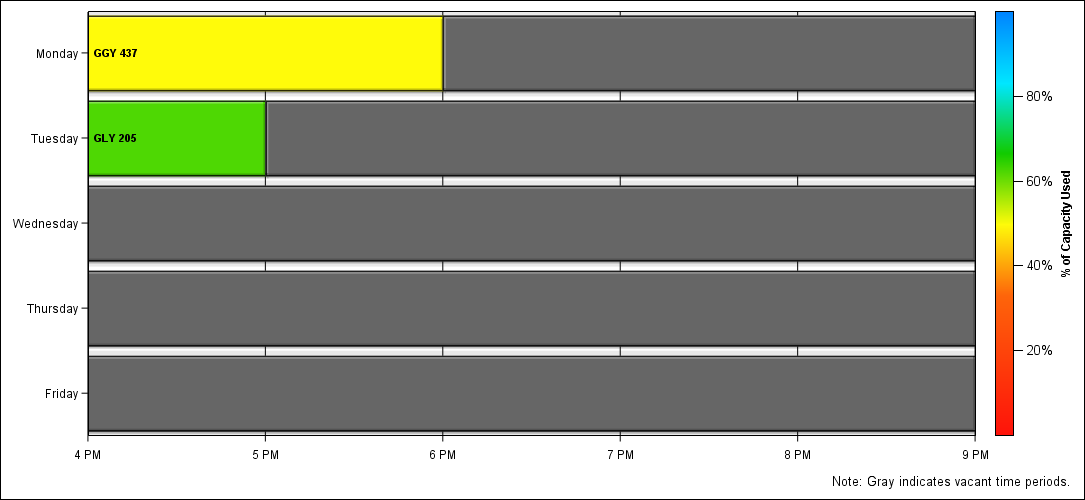 Monday
GGY 437
Tuesday
GLY 205
Wednesday
Thursday
Friday
4 PM 5 PM 6 PM 7 PM 8 PM 9 PM
80%
60%
40%
20%
% of Capacity Used
Note: Gray indicates vacant time periods.